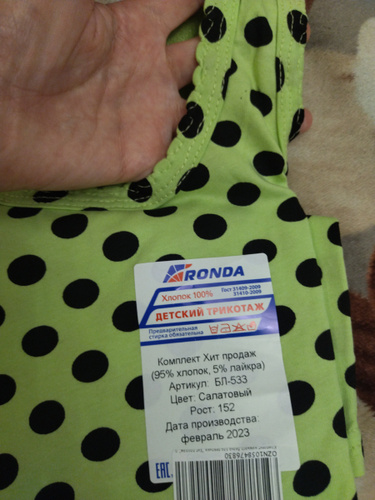 RONDA
Хлопок 100%
Гост 31409-2009
31410-2009
ДЕТСКИЙ ТРИКОТАЖ
Предварительная
стирка обязательна
Комплект Хит продаж
(95% хлопок, 5% лайкра)
Артикул: БЛ-533
Цвет: Салатовый
Рост: 152
Дата производства:
февраль 2023
EAC
OZN1039476830